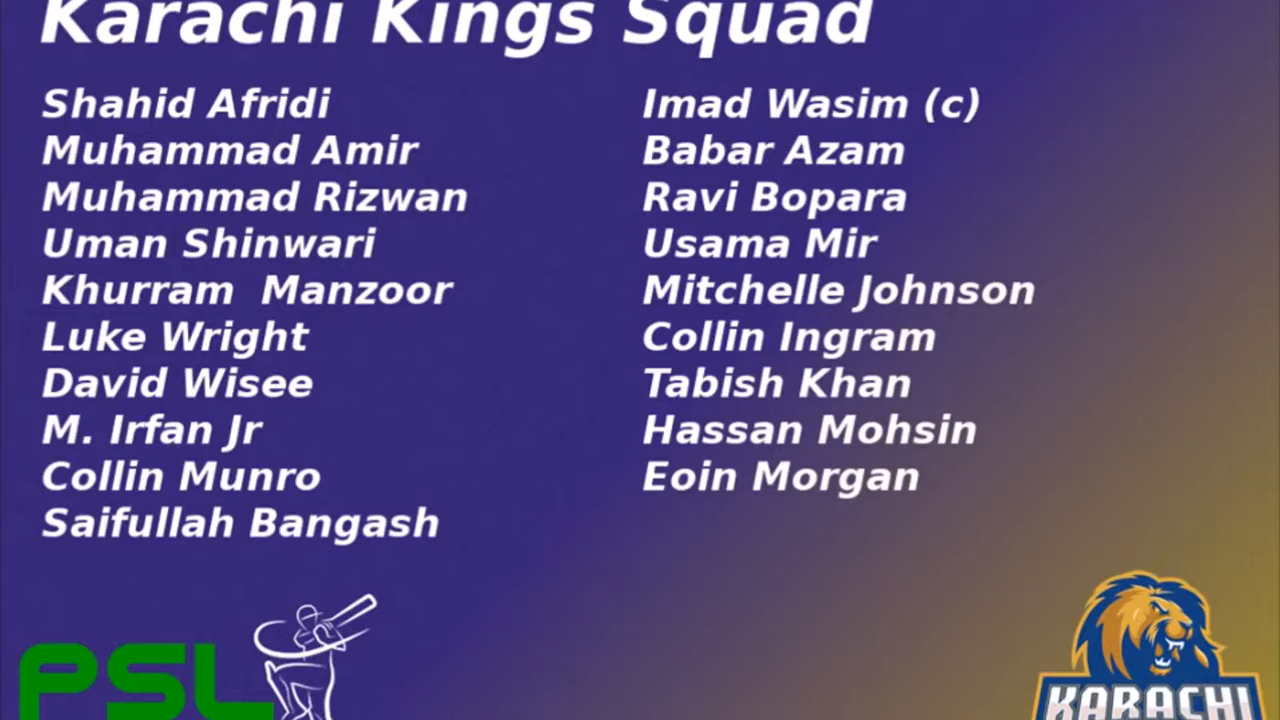 Karachi Kings Squad
Shahid Afridi
Muhammad Amir
Muhammad Rizwan
Uman Shinwari
Khurram  Manzoor
Luke Wright
David Wisee
M. Irfan Jr
Collin Munro
Saifullah Bangash
Imad Wasim (c)
Babar Azam
Ravi Bopara
Usama Mir
Mitchelle Johnson
Collin Ingram
Tabish Khan
Hassan Mohsin
Eoin Morgan
PSL
KARACHI